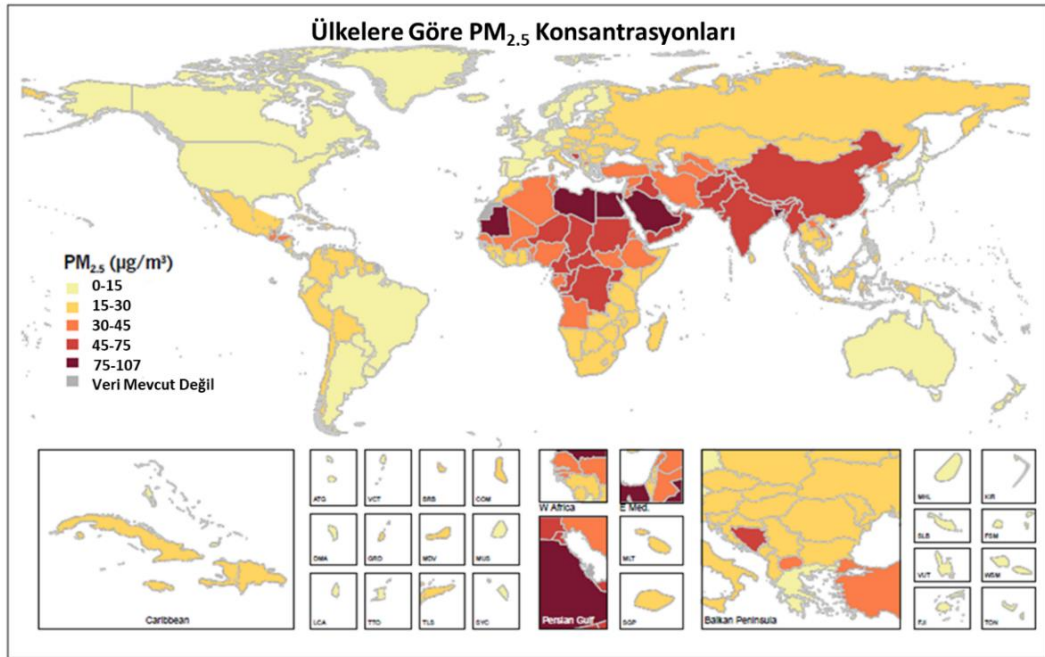 Ülkelere Göre PM2.5 Konsantrasyonları
PM2.5 (µg/m³)
0-15
15-30
30-45
45-75
75-107
Veri Mevcut Değil
Caribbean
ATG
VCT
BRB
COM
DMA
GRD
MDV
MUS
LCA
TTO
TLS
SYC
W Africa
E Med.
Persian Gulf
MLT
SGP
Balkan Peninsula
MHL
KIR
SLB
FSM
VUT
WSM
FJI
TON